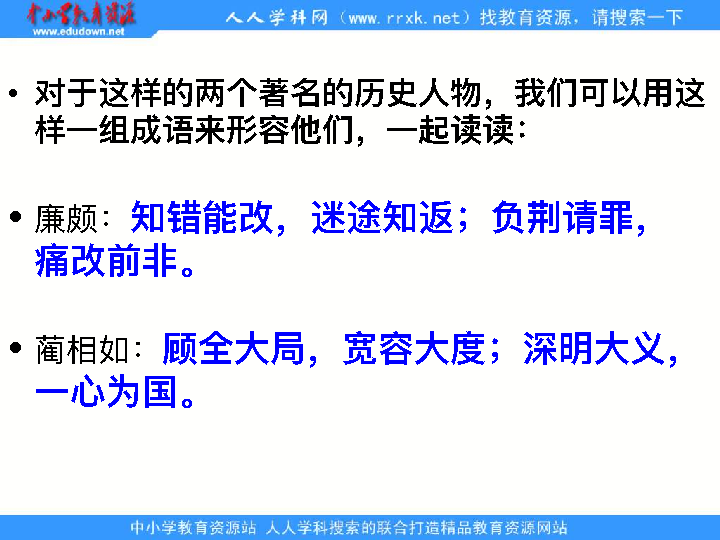 中小学教育资源
www.edudown.net
人人学科网（www.rrxk.net）找教育资源，请搜索一下
• 对于这样的两个著名的历史人物，我们可以用这
样一组成语来形容他们，一起读读：
• 廉颇：知错能改，迷途知返；负荆请罪，
痛改前非。
• 蔺相如：顾全大局，宽容大度；深明大义，
一心为国。
中小学教育资源站 人人学科搜索的联合打造精品教育资源网站